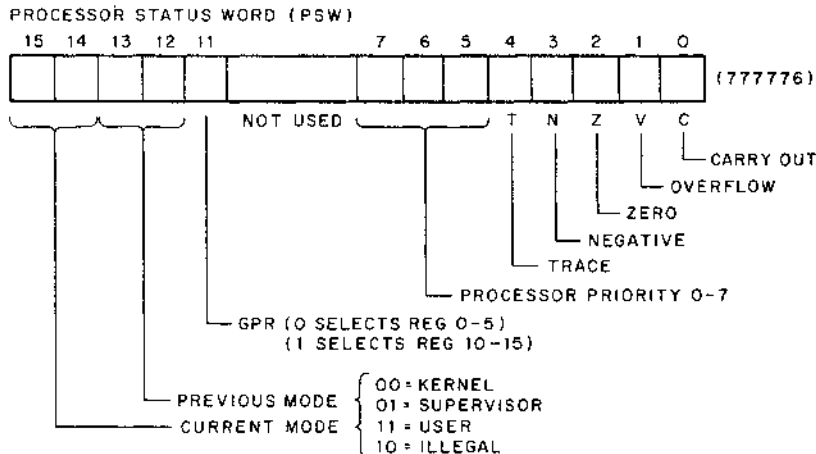 PROCESSOR STATUS WORD (PSW)
15 14 13 12 11 7 6 5 4 3 2 1 0
(777776)
NOT USED T N Z V C
CARRY OUT
OVERFLOW
ZERO
NEGATIVE
TRACE
PROCESSOR PRIORITY 0-7
GPR (0 SELECTS REG 0-5)
(1 SELECTS REG 10-15)
00 = KERNEL
PREVIOUS MODE
01 = SUPERVISOR
CURRENT MODE
11 = USER
10 = ILLEGAL